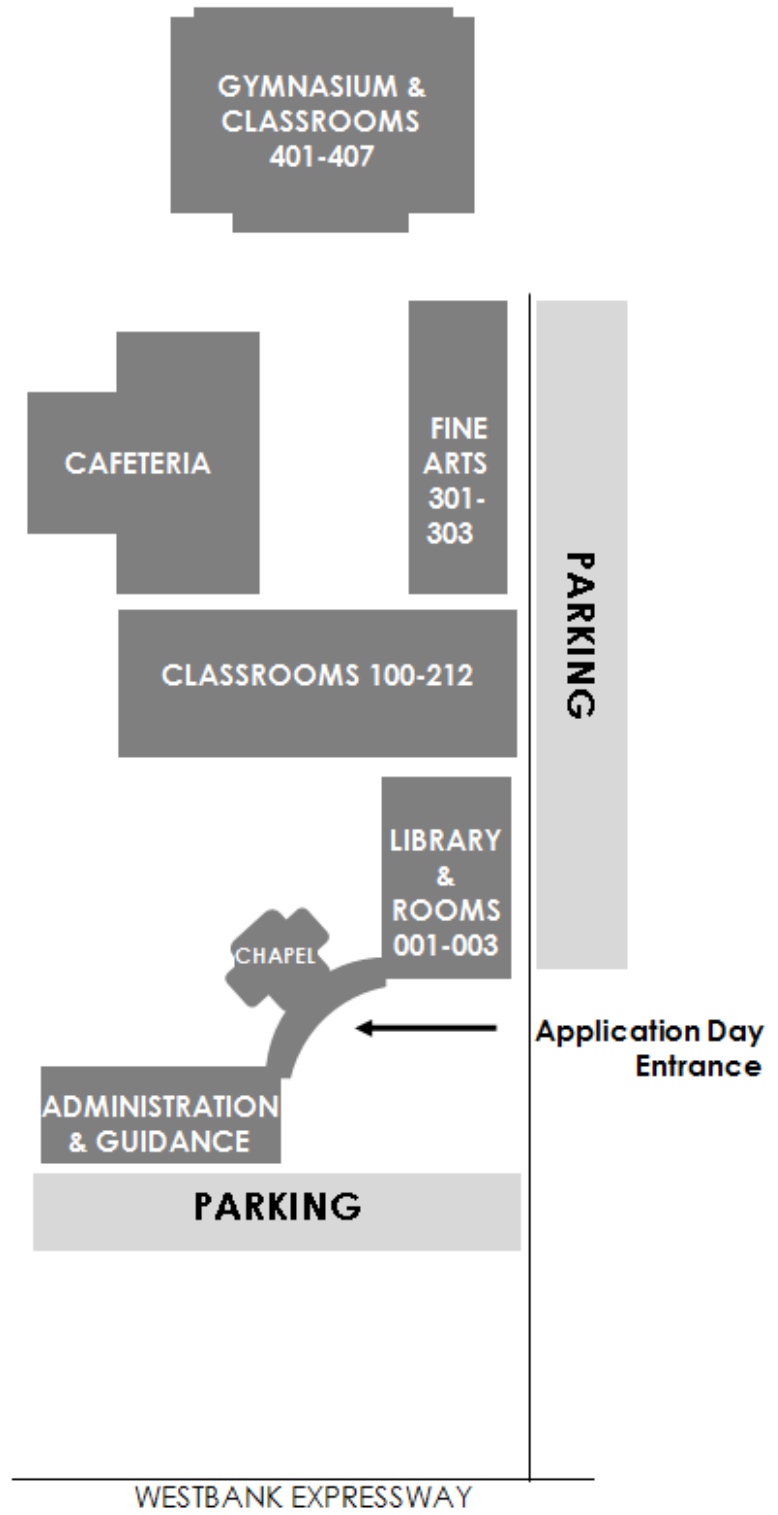 GYMNASIUM &
CLASSROOMS
401-407
CAFETERIA
FINE
ARTS
301-
303
PARKING
CLASSROOMS 100-212
LIBRARY
&
ROOMS
001-003
CHAPEL
Application Day
Entrance
ADMINISTRATION
& GUIDANCE
PARKING
WESTBANK EXPRESSWAY